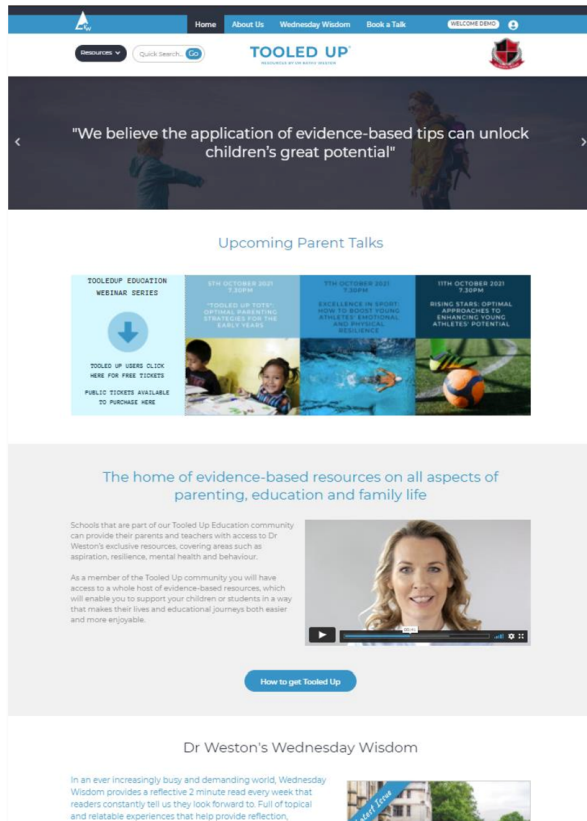 Home About Us Wednesday Wisdom Book a Talk WELCOME DEMO
Resources Quick Search... Go
TOOLED UP
RESOURCES BY DR KATHY WESTON
"We believe the application of evidence-based tips can unlock
children's great potential"
Upcoming Parent Talks
TOOLEDUP EDUCATION
WEBINAR SERIES
TOOLED UP USERS CLICK
HERE FOR FREE TICKETS
PUBLIC TICKETS AVAILABLE
TO PURCHASE HERE
5TH OCTOBER 2021
7.30PM
"TOOLED UP TOTS":
OPTIMAL PARENTING
STRATEGIES FOR THE
EARLY YEARS
7TH OCTOBER 2021
7.30PM
EXCELLENCE IN SPORT:
HOW TO BOOST YOUNG
ATHLETES' EMOTIONAL
AND PHYSICAL
RESILIENCE
11TH OCTOBER 2021
7.30PM
RISING STARS: OPTIMAL
APPROACHES TO
ENHANCING YOUNG
ATHLETES' POTENTIAL
The home of evidence-based resources on all aspects of
parenting, education and family life
Schools that are part of our Tooled Up Education community
can provide their parents and teachers with access to Dr
Weston's exclusive resources, covering areas such as
aspiration, resilience, mental health and behaviour.
As a member of the Tooled Up community you will have
access to a whole host of evidence-based resources, which
will enable you to support your children or students in a way
that makes their lives and educational journeys both easier
and more enjoyable.
How to get Tooled Up
Dr Weston's Wednesday Wisdom
In an ever increasingly busy and demanding world, Wednesday
Wisdom provides a reflective 2 minute read every week that
readers constantly tell us they look forward to. Full of topical
and relatable experiences that help provide reflection,
Latest Issue